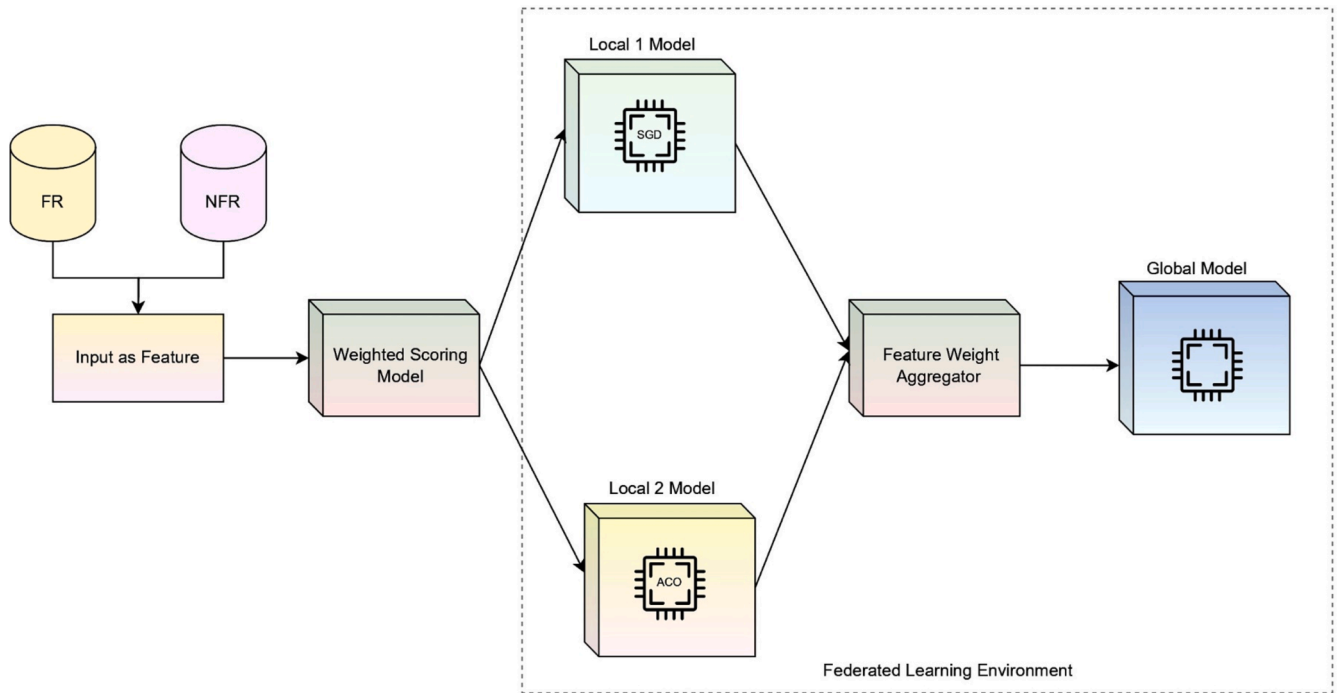 Local 1 Model
SGD
FR
NFR
Input as Feature
Weighted Scoring
Model
Feature Weight
Aggregator
Global Model
Local 2 Model
ACO
Federated Learning Environment